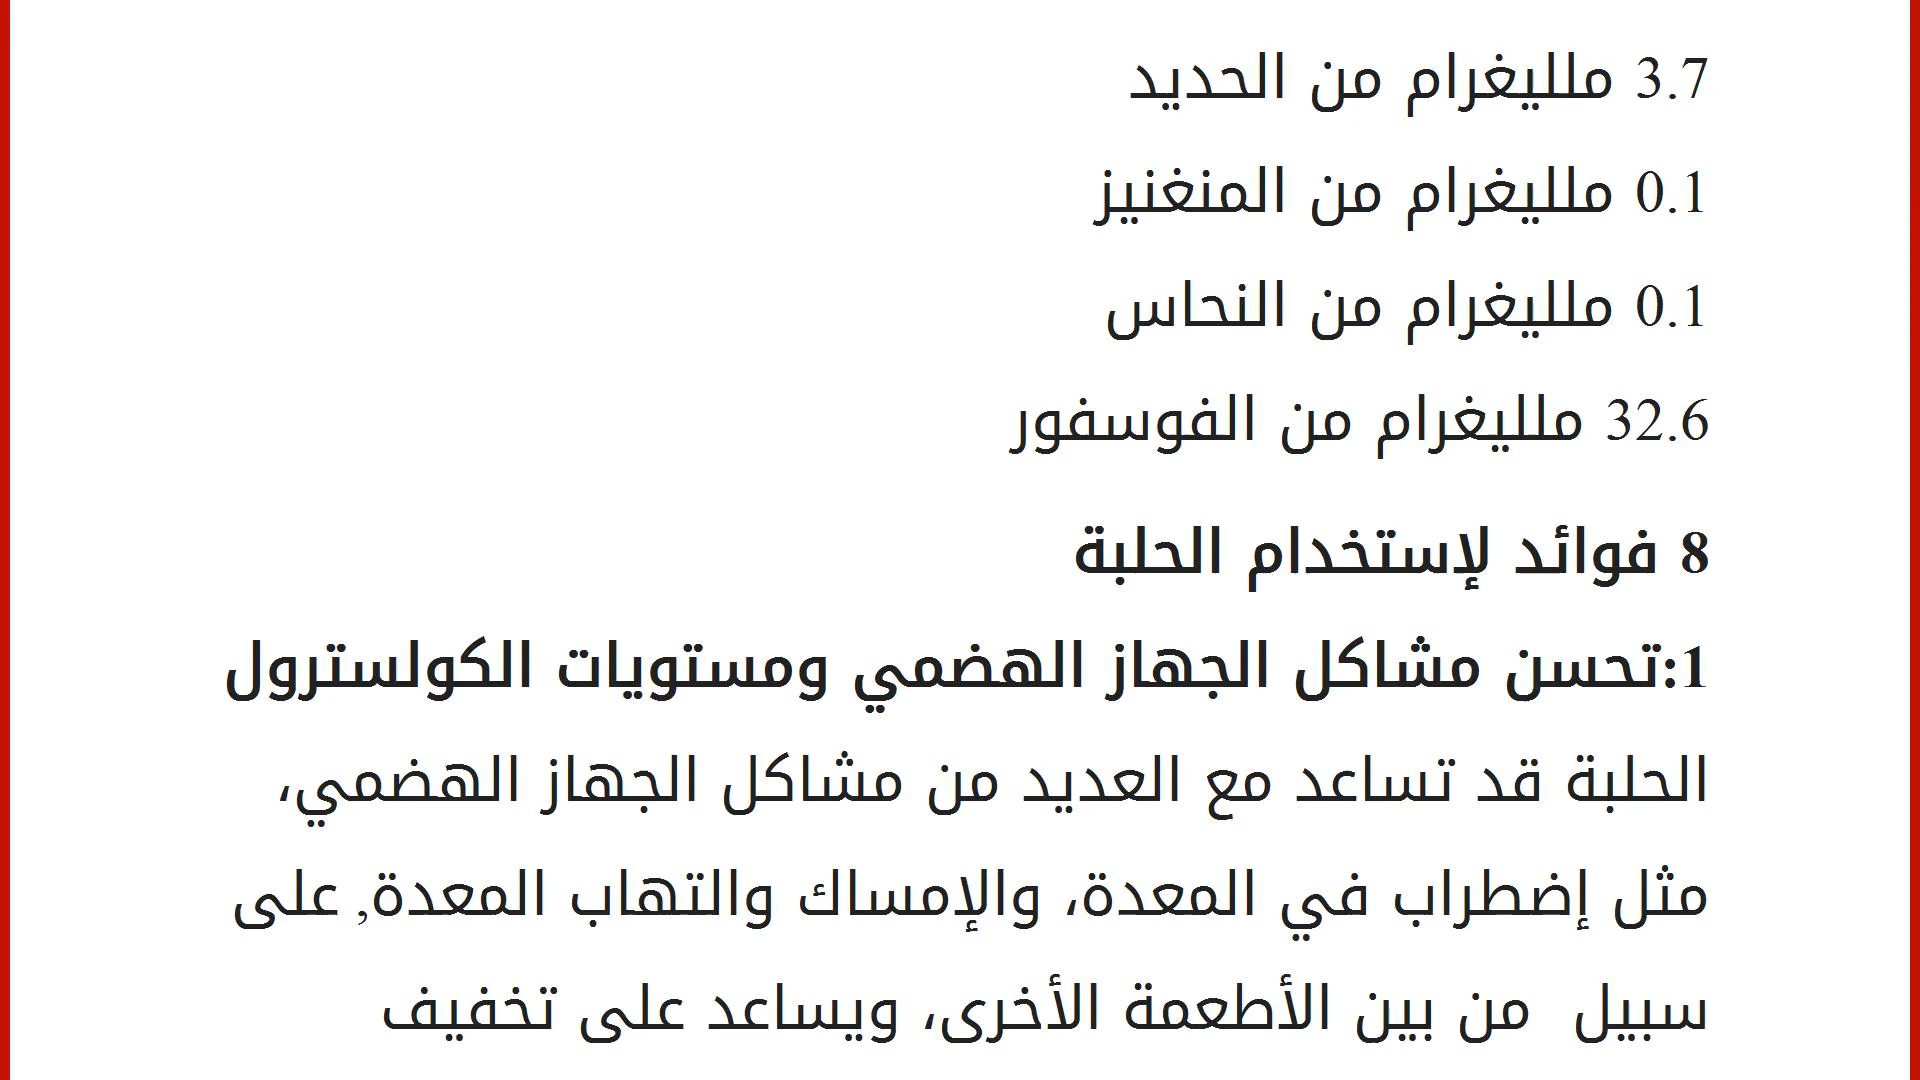 3.7 ملليغرام من الحديد
0.1 ملليغرام من المنغنيز
0.1 ملليغرام من النحاس
32.6 ملليغرام من الفوسفور
8 فوائد لإستخدام الحلبة
1:تحسن مشاكل الجهاز الهضمي ومستويات الكولسترول
الحلبة قد تساعد مع العديد من مشاكل الجهاز الهضمي،
مثل إضطراب في المعدة، والإمساك والتهاب المعدة, على
سبيل  من بين الأطعمة الأخرى، ويساعد على تخفيف